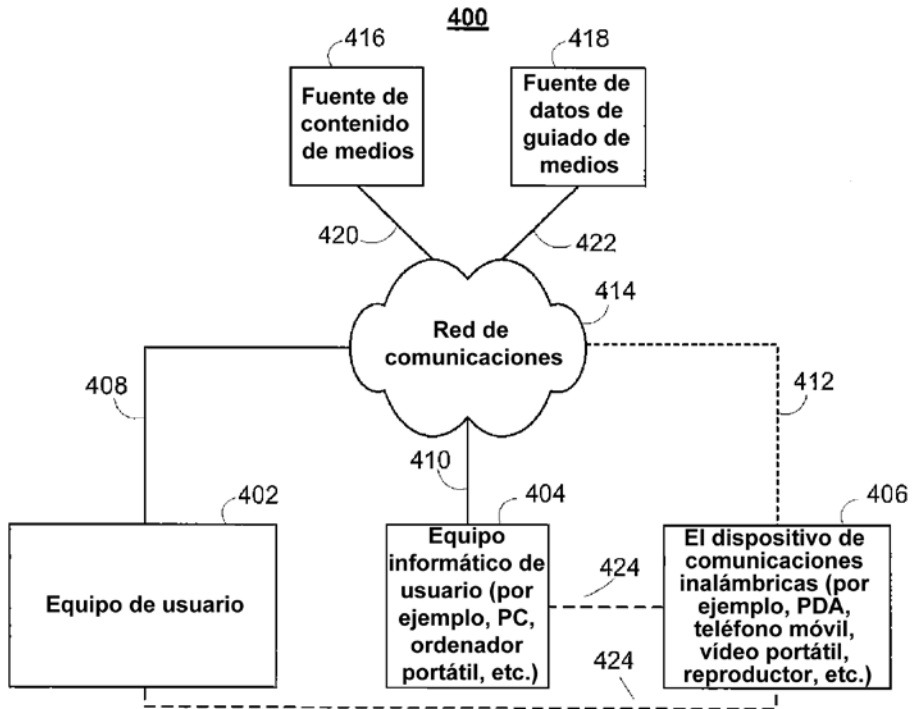 400
416
418
Fuente de
contenido
de medios
Fuente de
datos de
guiado de
medios
420
422
414
Red de
comunicaciones
408
412
410
402
404
406
Equipo de usuario
Equipo
informático de
usuario (por
ejemplo, PC,
ordenador
portátil, etc.)
424
El dispositivo de
comunicaciones
inalámbricas (por
ejemplo, PDA,
teléfono móvil,
vídeo portátil,
reproductor, etc.)
424